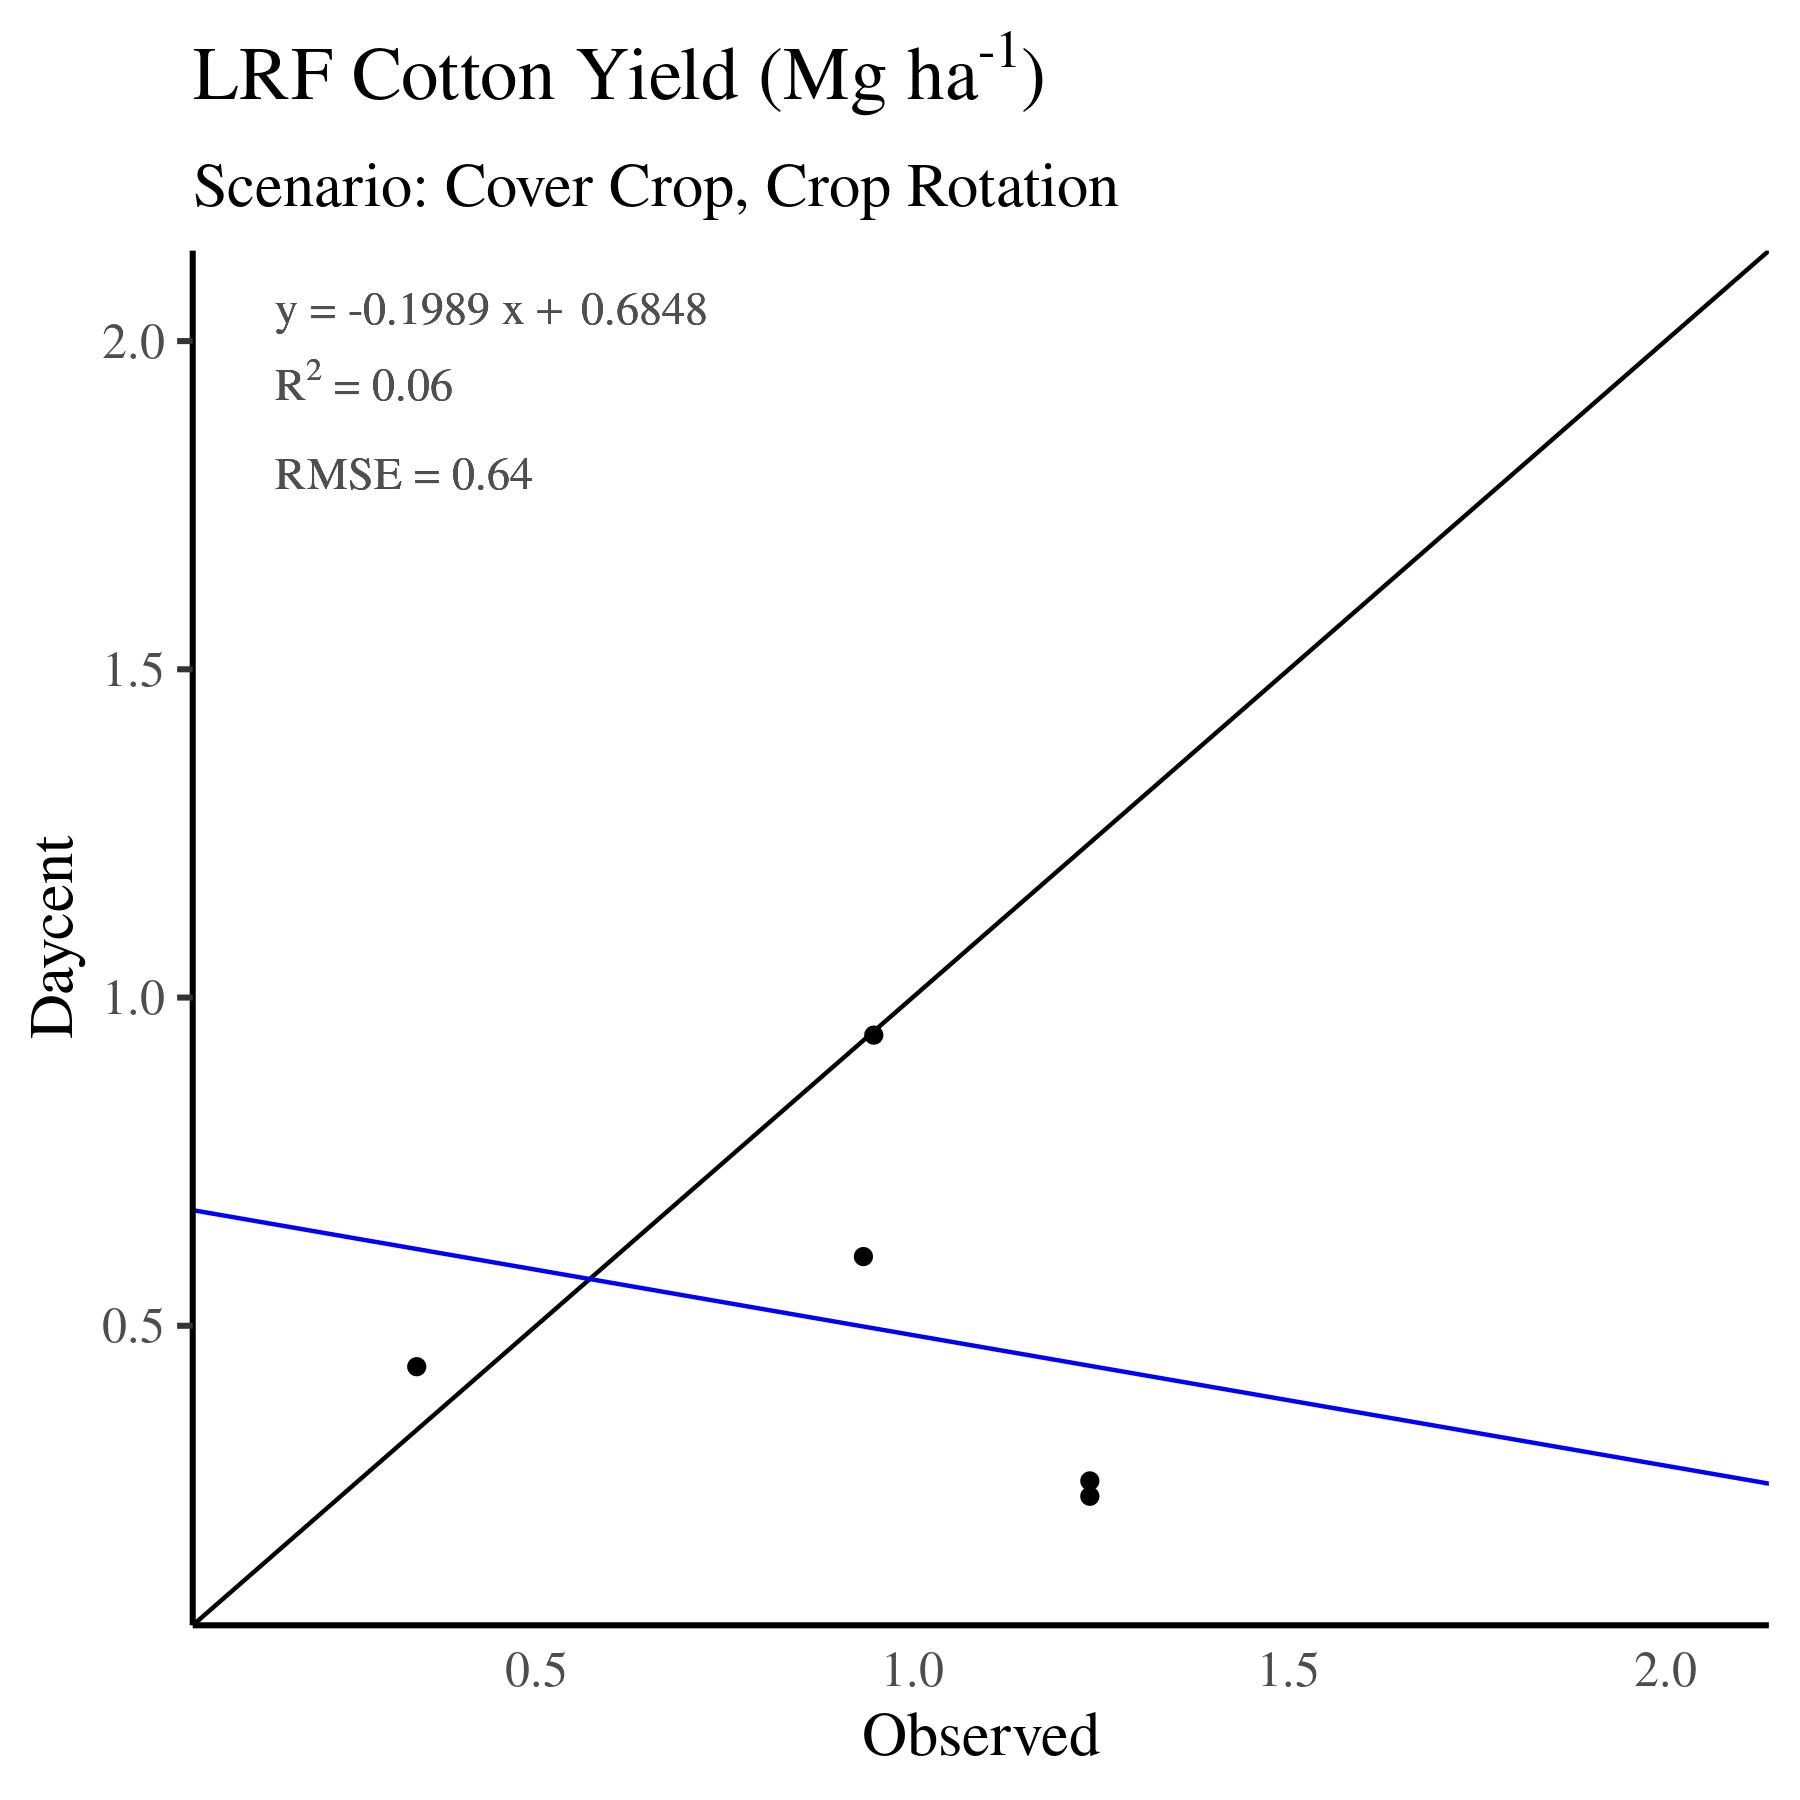 LRF Cotton Yield (Mg ha⁻¹)
Scenario: Cover Crop, Crop Rotation
y = -0.1989 x + 0.6848
R² = 0.06
RMSE = 0.64
2.0
1.5
1.0
0.5
Daycent
0.5 1.0 1.5 2.0
Observed